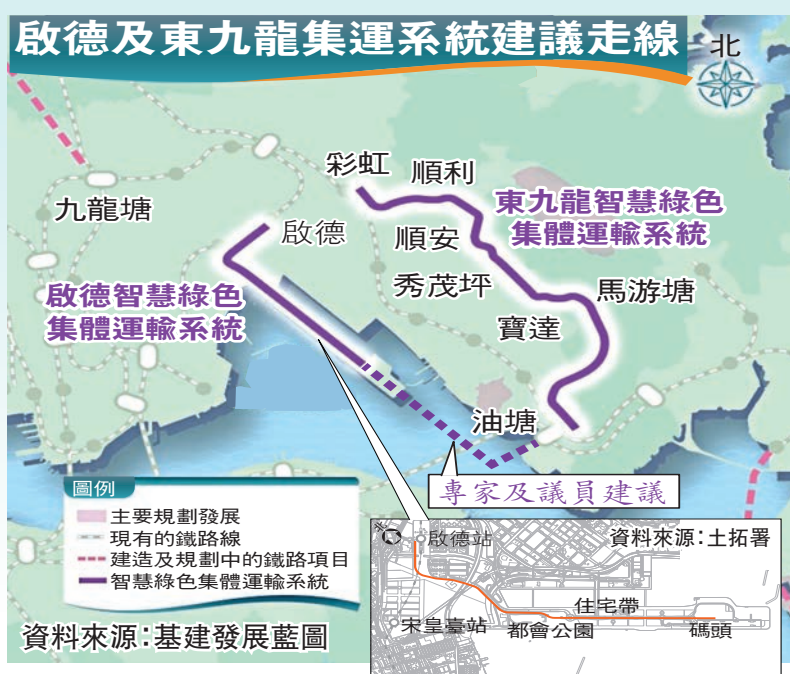 啟德及東九龍集運系統建議走線
北
彩虹
順利
九龍塘
東九龍智慧綠色
集體運輸系統
啟德
順安
秀茂坪
馬游塘
啟德智慧綠色
集體運輸系統
寶達
油塘
專家及議員建議
圖例
主要規劃發展
現有的鐵路線
建造及規劃中的鐵路項目
智慧綠色集體運輸系統
資料來源：基建發展藍圖
北
啟德站
資料來源：土拓署
住宅帶
宋皇臺站
都會公園
碼頭